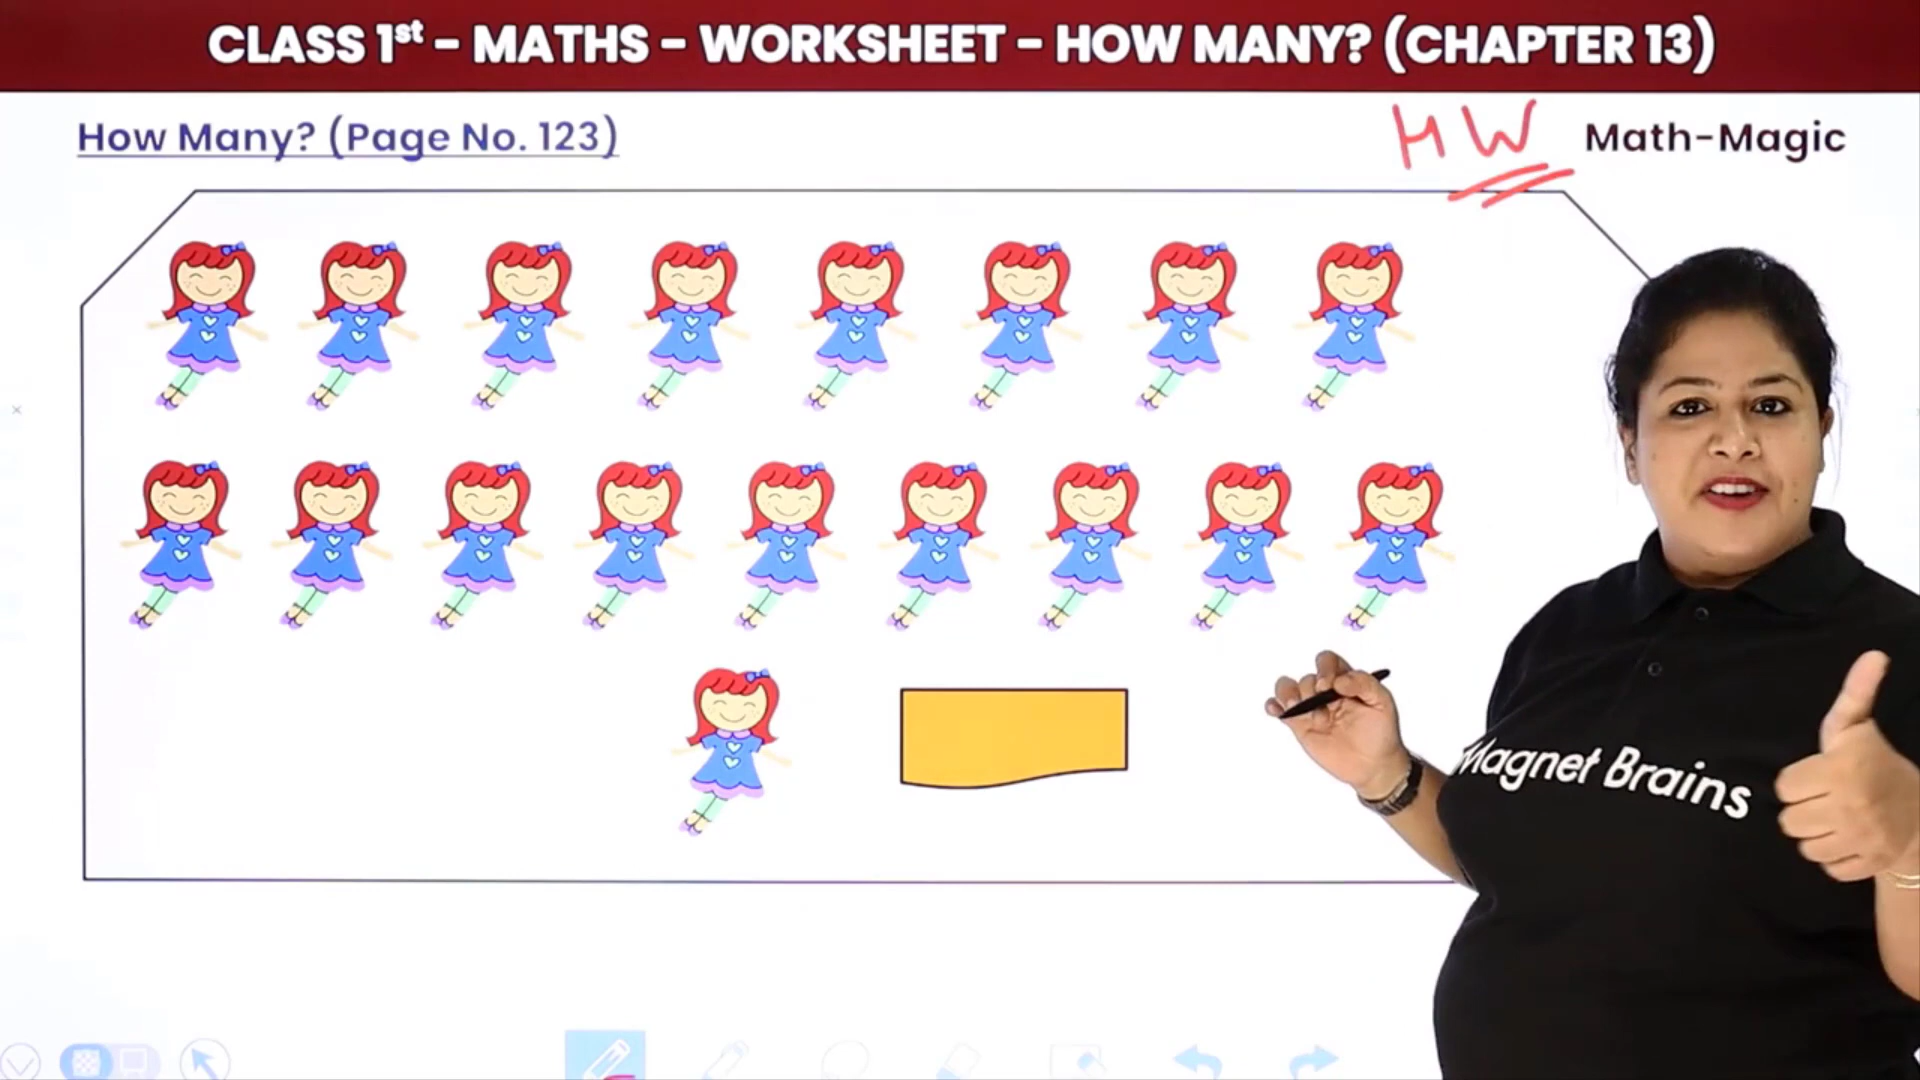 CLASS 1st - MATHS - WORKSHEET - HOW MANY? (CHAPTER 13)
How Many? (Page No. 123)
HW
Math-Magic
Magnet Brains